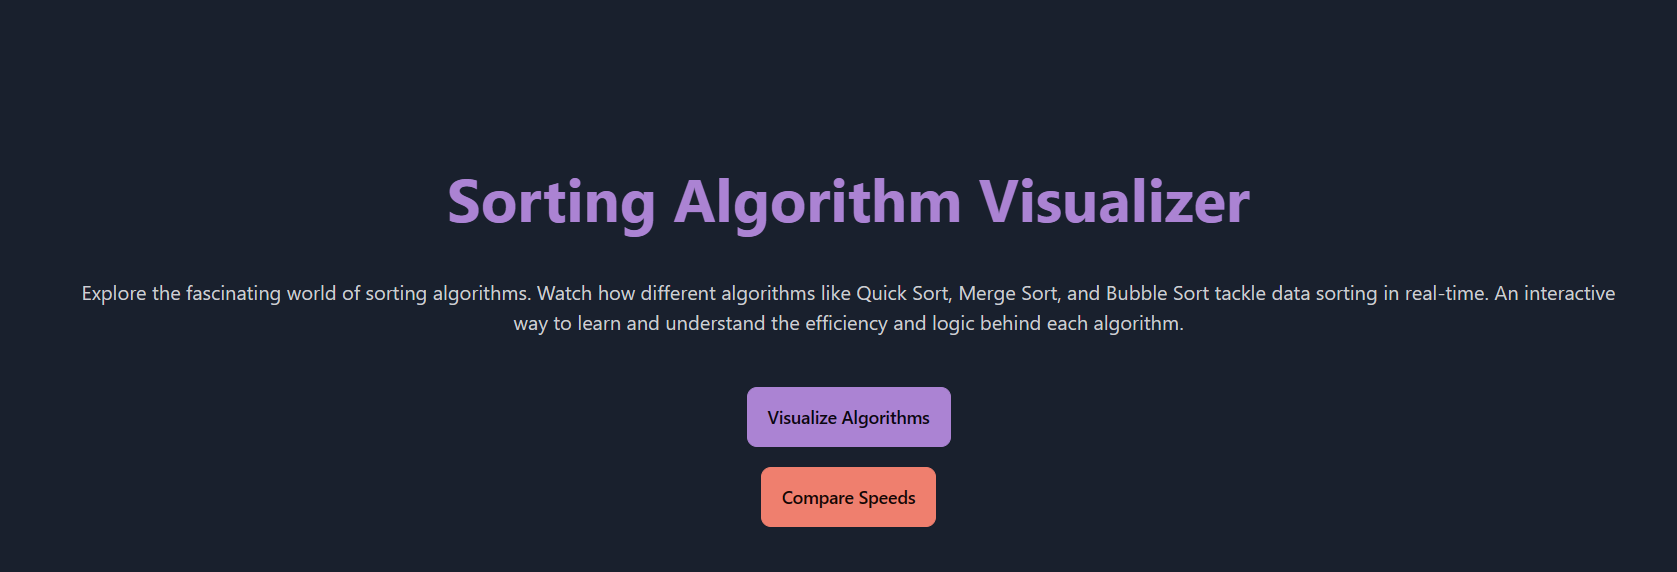 Sorting Algorithm Visualizer
Explore the fascinating world of sorting algorithms. Watch how different algorithms like Quick Sort, Merge Sort, and Bubble Sort tackle data sorting in real-time. An interactive
way to learn and understand the efficiency and logic behind each algorithm.
Visualize Algorithms
Compare Speeds